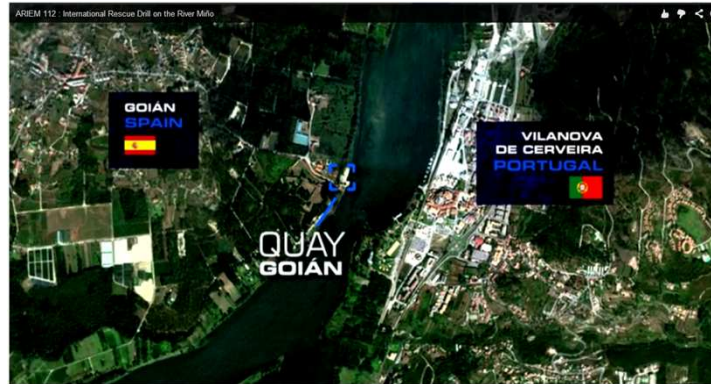 ARIEM 112 : International Rescue Drill on the River Miño
GOIÁN
SPAIN
VILANOVA
DE CERVEIRA
PORTUGAL
QUAY
GOIÁN